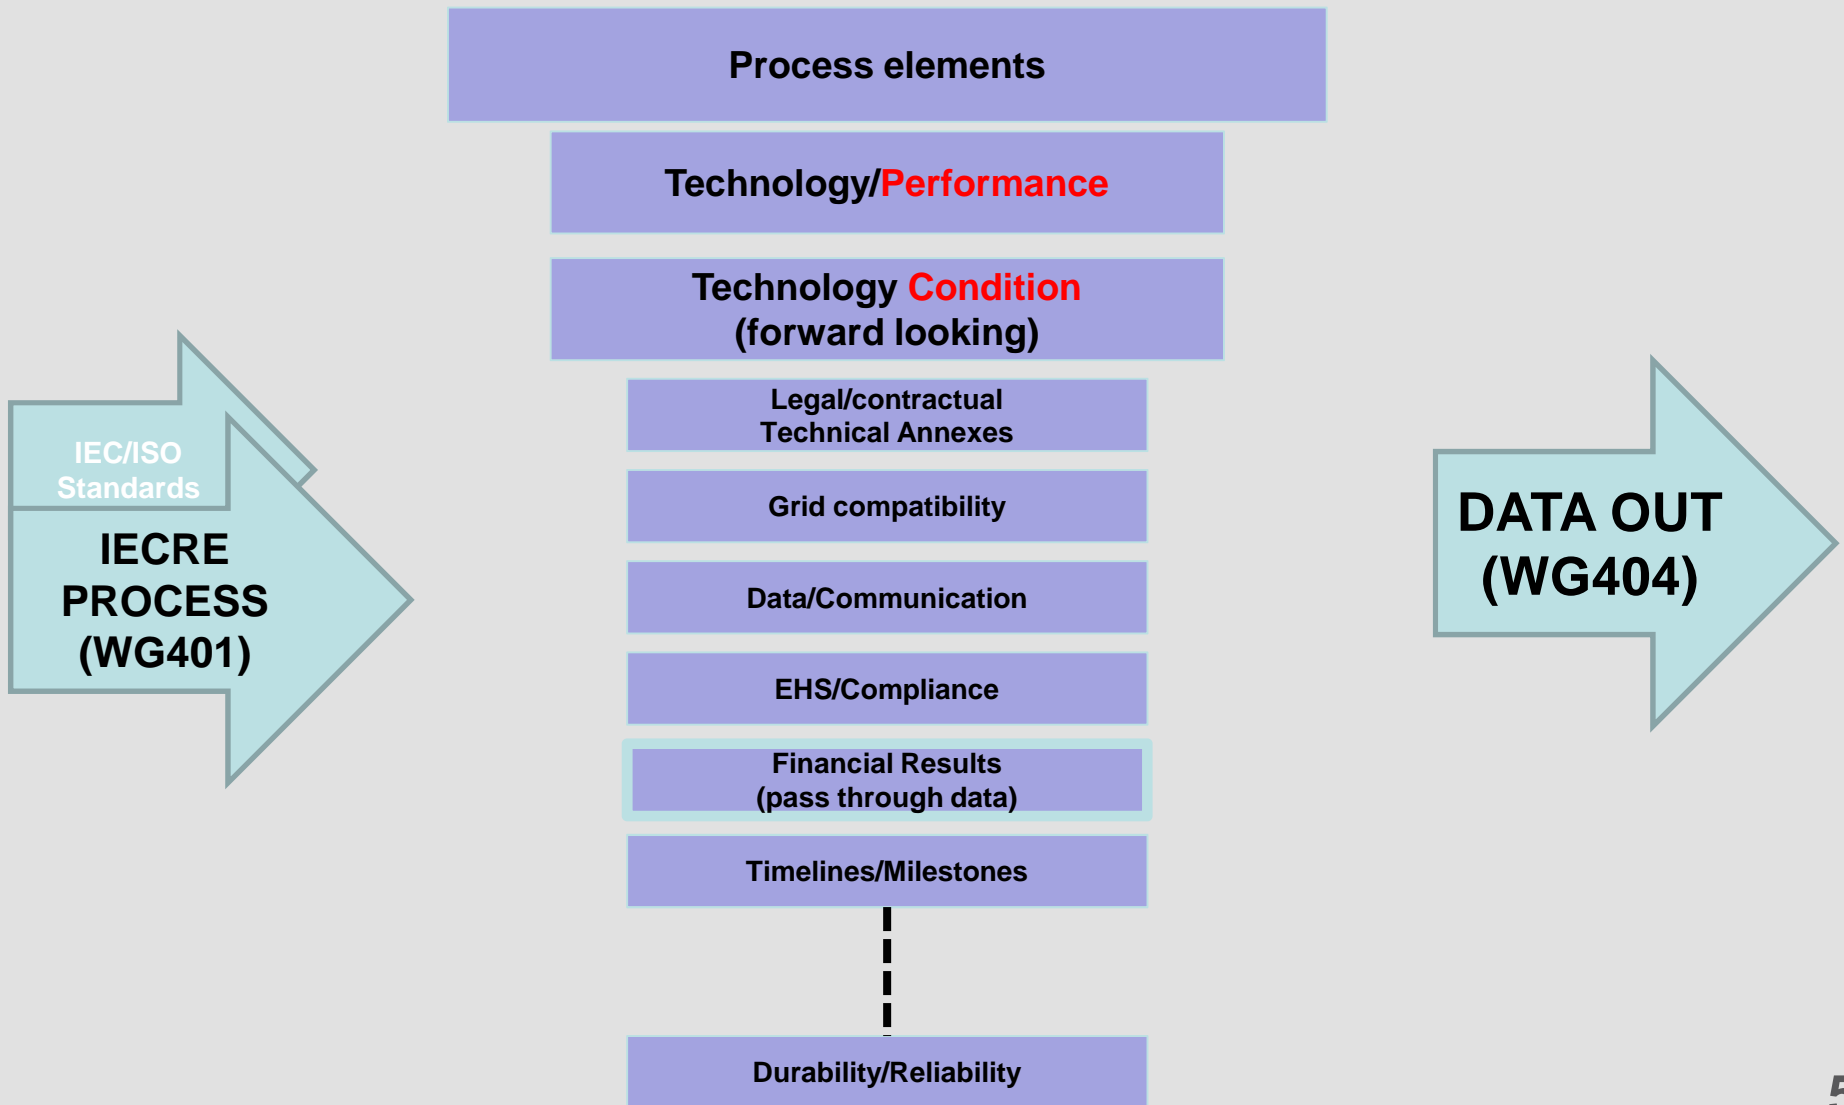 Process elements
Technology/Performance
Technology Condition
(forward looking)
Legal/contractual
Technical Annexes
Grid compatibility
Data/Communication
EHS/Compliance
Financial Results
(pass through data)
Timelines/Milestones
Durability/Reliability
IEC/ISO
Standards
IECRE
PROCESS
(WG401)
DATA OUT
(WG404)
5